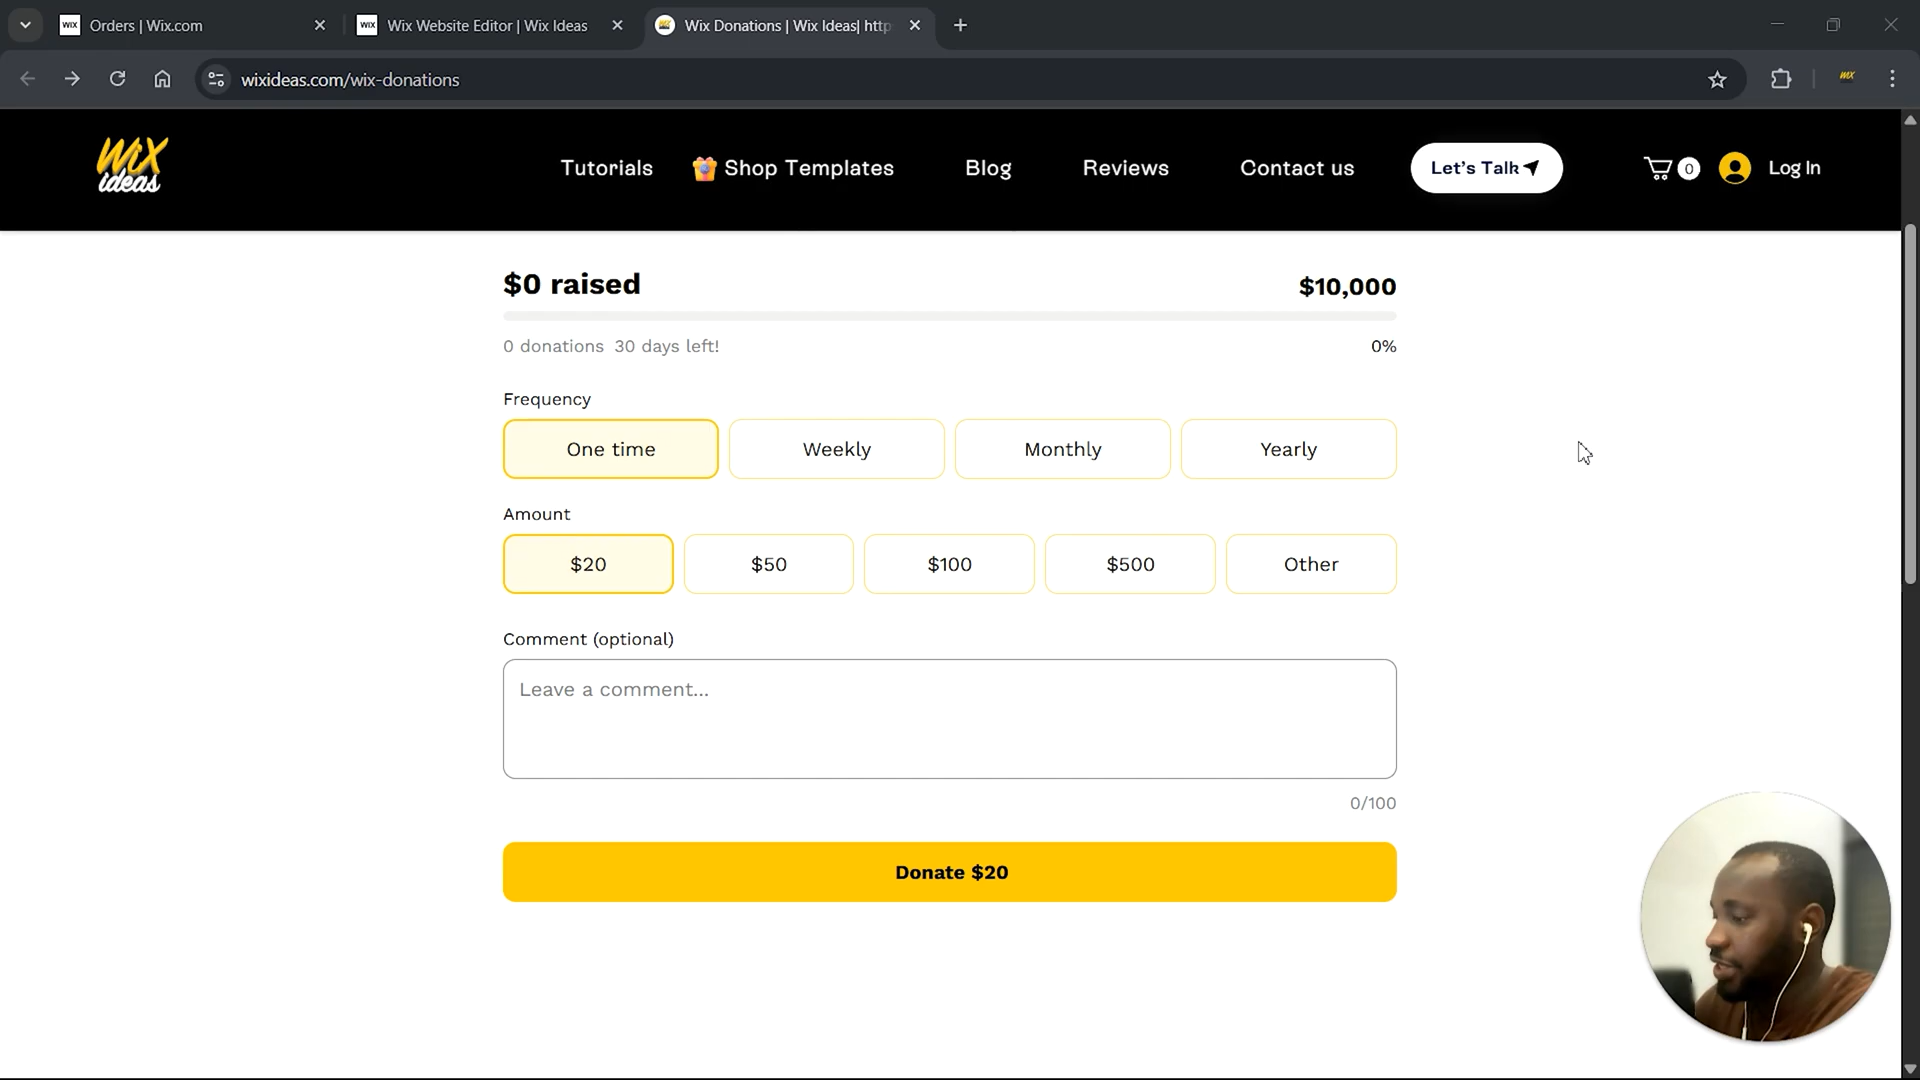 WIX Orders | Wix.com
WIX Wix Website Editor | Wix Ideas
Wix Donations | Wix Ideas| http
wixideas.com/wix-donations
WiX ideas
Tutorials
Shop Templates
Blog
Reviews
Contact us
Let's Talk
0
Log In
$0 raised
$10,000
0 donations 30 days left!
0%
Frequency
One time
Weekly
Monthly
Yearly
Amount
$20
$50
$100
$500
Other
Comment (optional)
Leave a comment...
0/100
Donate $20